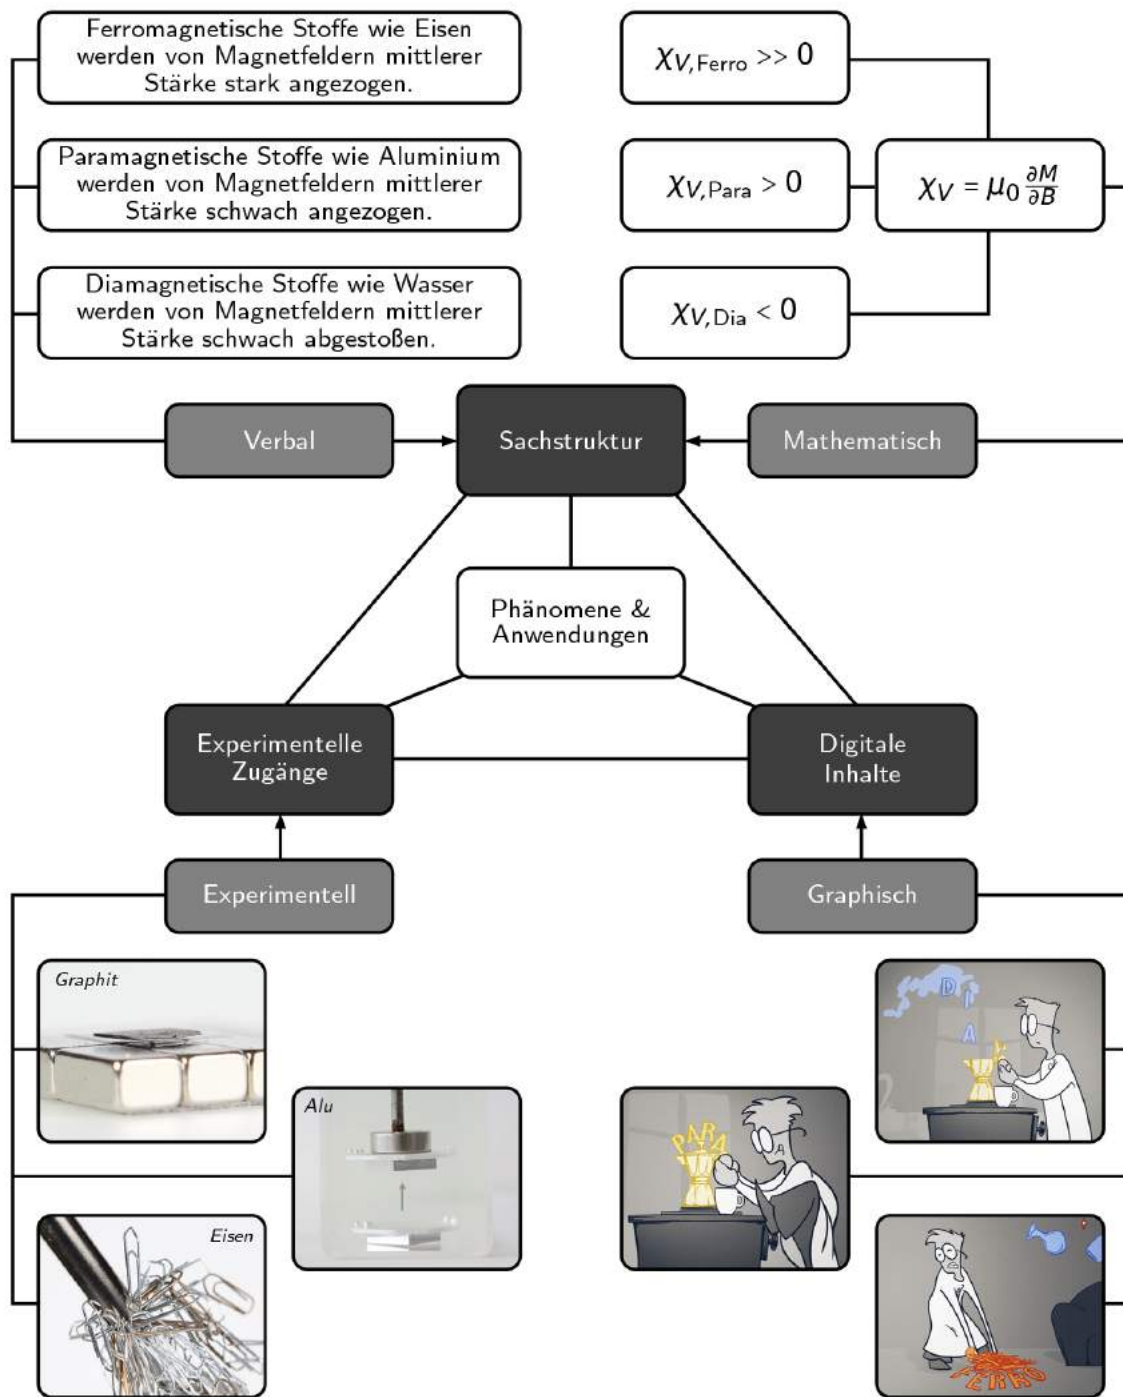 Ferromagnetische Stoffe wie Eisen
werden von Magnetfeldern mittlerer
Stärke stark angezogen.
Paramagnetische Stoffe wie Aluminium
werden von Magnetfeldern mittlerer
Stärke schwach angezogen.
Diamagnetische Stoffe wie Wasser
werden von Magnetfeldern mittlerer
Stärke schwach abgestoßen.
χV,Ferro >> 0
χV,Para > 0
χV,Dia < 0
χV = μ0 ∂M/∂B
Verbal
Sachstruktur
Mathematisch
Phänomene &
Anwendungen
Experimentelle
Zugänge
Digitale
Inhalte
Experimentell
Graphisch
Graphit
Alu
Eisen
DIA
PARA
FERRO